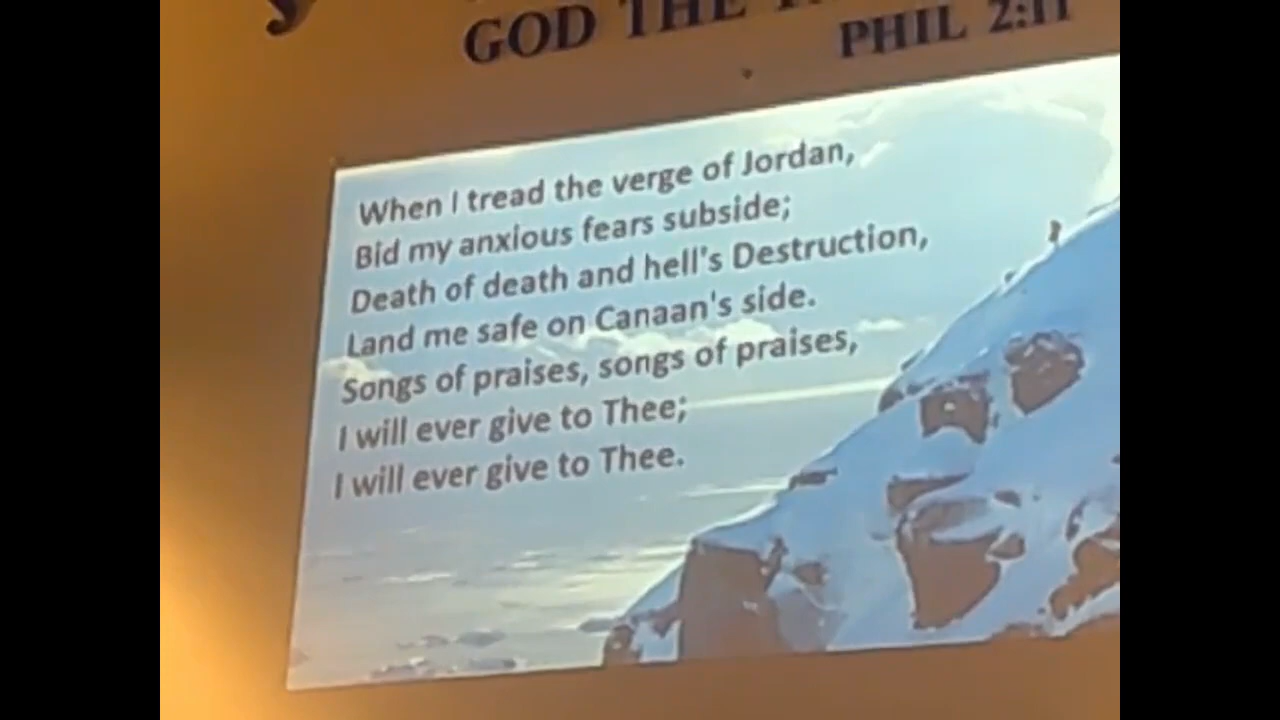 GOD THE
PHIL 2:11
When I tread the verge of Jordan,
Bid my anxious fears subside;
Death of death and hell's Destruction,
Land me safe on Canaan's side.
Songs of praises, songs of praises,
I will ever give to Thee;
I will ever give to Thee.